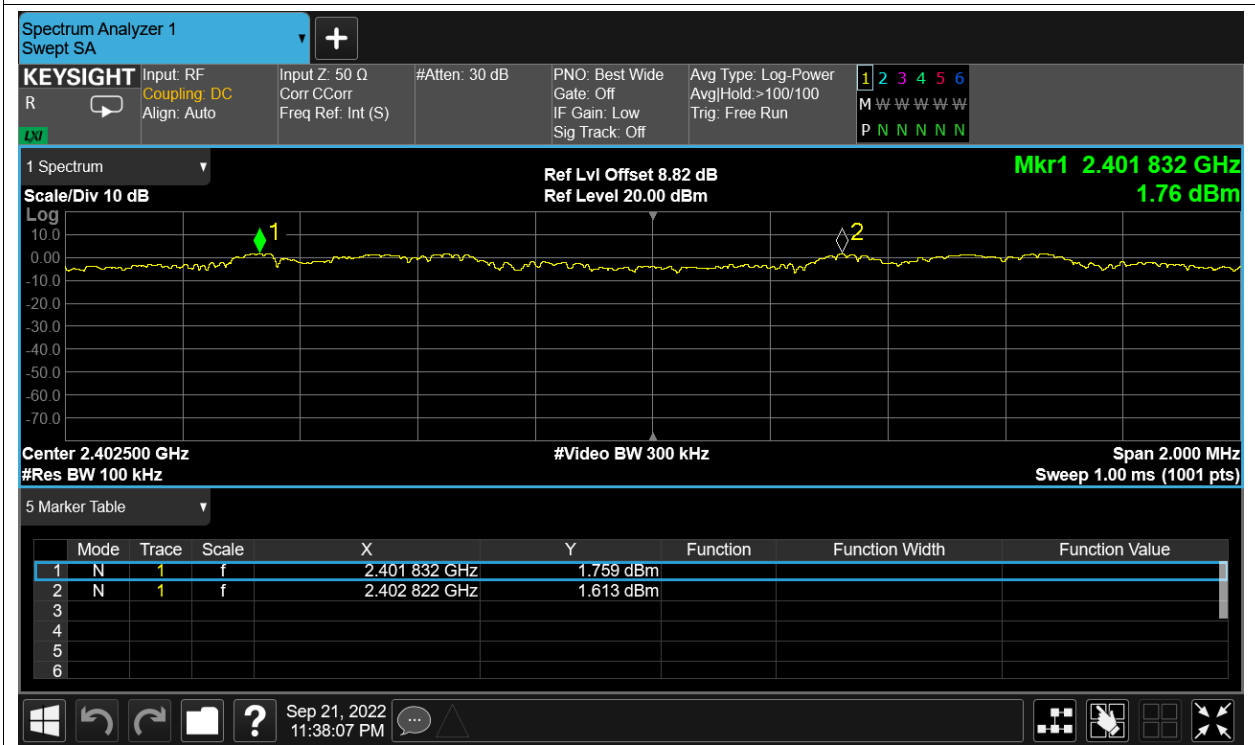 Spectrum Analyzer 1
Swept SA
KEYSIGHT
R
LXI
Input: RF
Coupling: DC
Align: Auto
Input Z: 50 Ω
Corr CCorr
Freq Ref: Int (S)
#Atten: 30 dB
PNO: Best Wide
Gate: Off
IF Gain: Low
Sig Track: Off
Avg Type: Log-Power
Avg|Hold:>100/100
Trig: Free Run
1 2 3 4 5 6
M W W W W W
P N N N N N
1 Spectrum
Scale/Div 10 dB
Ref Lvl Offset 8.82 dB
Ref Level 20.00 dBm
Mkr1 2.401 832 GHz
1.76 dBm
Log
10.0
0.00
-10.0
-20.0
-30.0
-40.0
-50.0
-60.0
-70.0
1
2
Center 2.402500 GHz
#Res BW 100 kHz
#Video BW 300 kHz
Span 2.000 MHz
Sweep 1.00 ms (1001 pts)
5 Marker Table
Mode Trace Scale X Y Function Function Width Function Value
1 N 1 f 2.401 832 GHz 1.759 dBm
2 N 1 f 2.402 822 GHz 1.613 dBm
3
4
5
6
?
Sep 21, 2022
11:38:07 PM